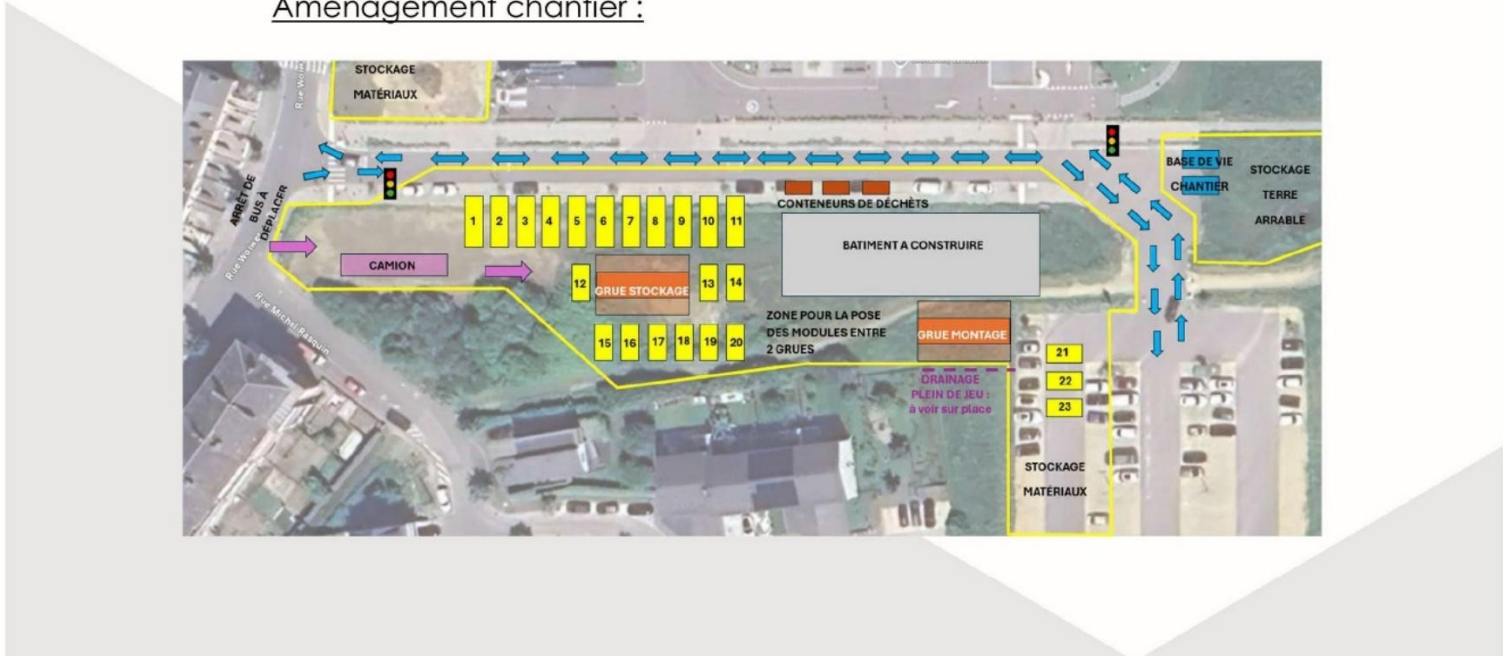 Aménagement chantier :
STOCKAGE
MATÉRIAUX
ARRÊT DE
BUS À
DÉPLACER
BASE DE VIE
CHANTIER
STOCKAGE
TERRE
ARRABLE
CONTENEURS DE DÉCHÈTS
1 2 3 4 5 6 7 8 9 10 11
BATIMENT A CONSTRUIRE
CAMION
12
GRUE STOCKAGE
13 14
ZONE POUR LA POSE
DES MODULES ENTRE
2 GRUES
GRUE MONTAGE
Rue Michel Rasquin
15 16 17 18 19 20
21
22
23
DRAINAGE
PLEIN DE JEU :
à voir sur place
STOCKAGE
MATÉRIAUX